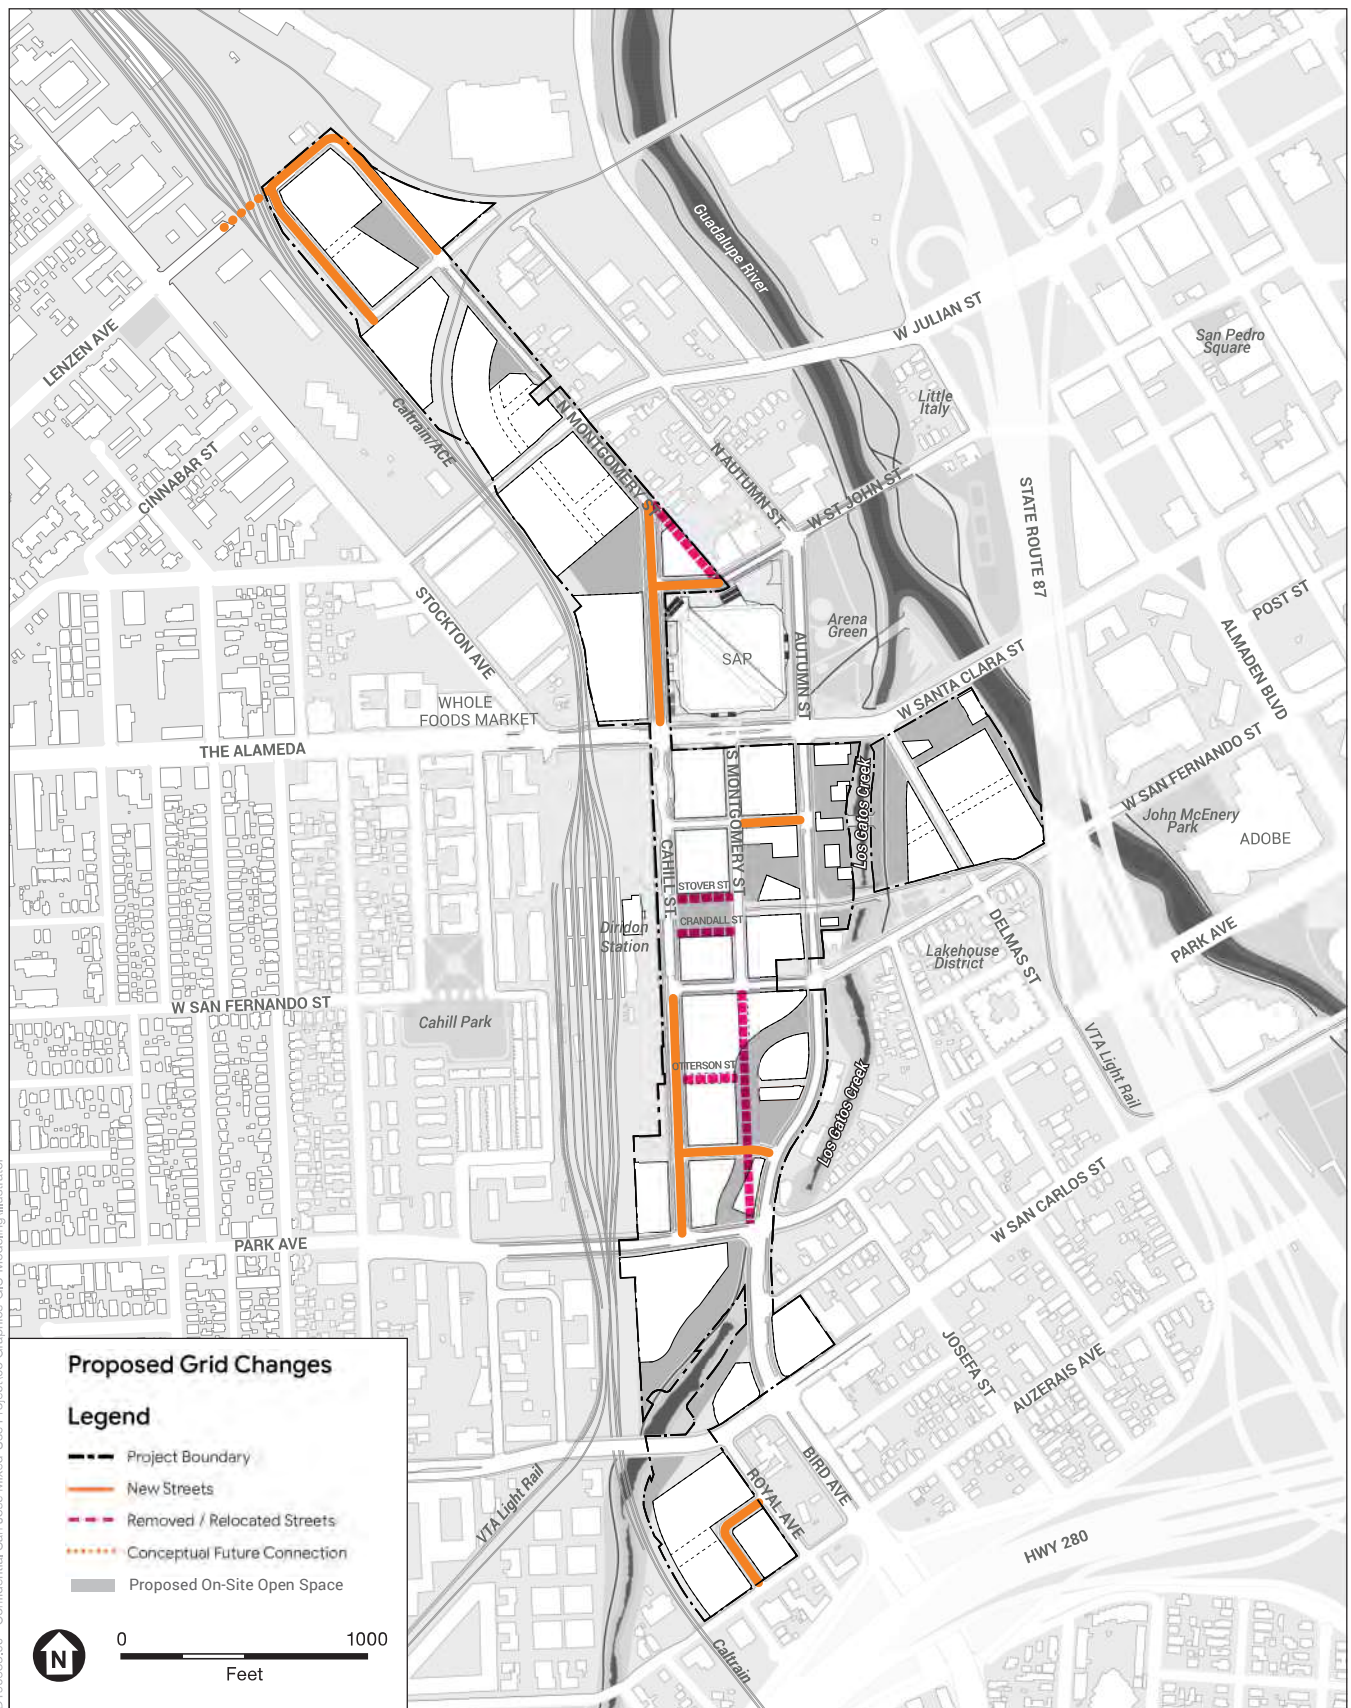 Guadalupe River
W JULIAN ST
San Pedro
Square
LENZEN AVE
Little
Italy
Caltrain/ACE
N MONTGOMERY ST
CINNABAR ST
N AUTUMN ST
W ST JOHN ST
STATE ROUTE 87
STOCKTON AVE
POST ST
Arena
Green
ALMADEN BLVD
SAP
AUTUMN ST
W SANTA CLARA ST
WHOLE
FOODS MARKET
THE ALAMEDA
W SAN FERNANDO ST
S MONTGOMERY ST
Los Gatos Creek
John McEnery
Park
ADOBE
CAHILL ST
STOVER ST
CRANDALL ST
Diridon
Station
DELMAS ST
Lakehouse
District
PARK AVE
W SAN FERNANDO ST
Cahill Park
VTA Light Rail
OTTERSON ST
Los Gatos Creek
W SAN CARLOS ST
PARK AVE
JOSEFA ST
AUZERAIS AVE
BIRD AVE
ROYAL AVE
VTA Light Rail
HWY 280
Caltrain
Proposed Grid Changes
Legend
Project Boundary
New Streets
Removed / Relocated Streets
Conceptual Future Connection
Proposed On-Site Open Space
N
0 1000
Feet